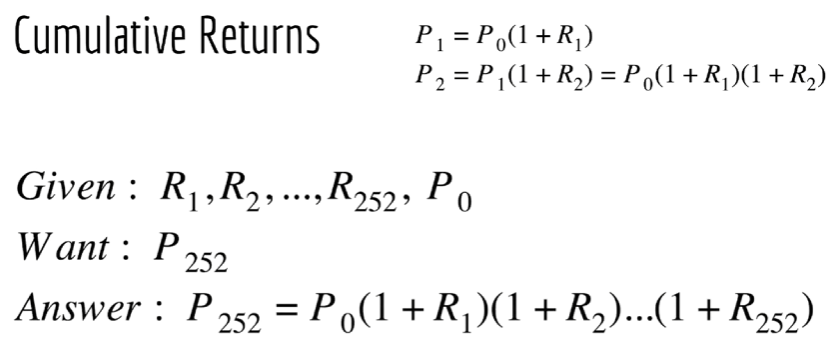 Cumulative Returns
P₁ = P₀(1 + R₁)
P₂ = P₁(1 + R₂) = P₀(1 + R₁)(1 + R₂)
Given : R₁, R₂, ..., R₂₅₂, P₀
Want : P₂₅₂
Answer : P₂₅₂ = P₀(1 + R₁)(1 + R₂)...(1 + R₂₅₂)